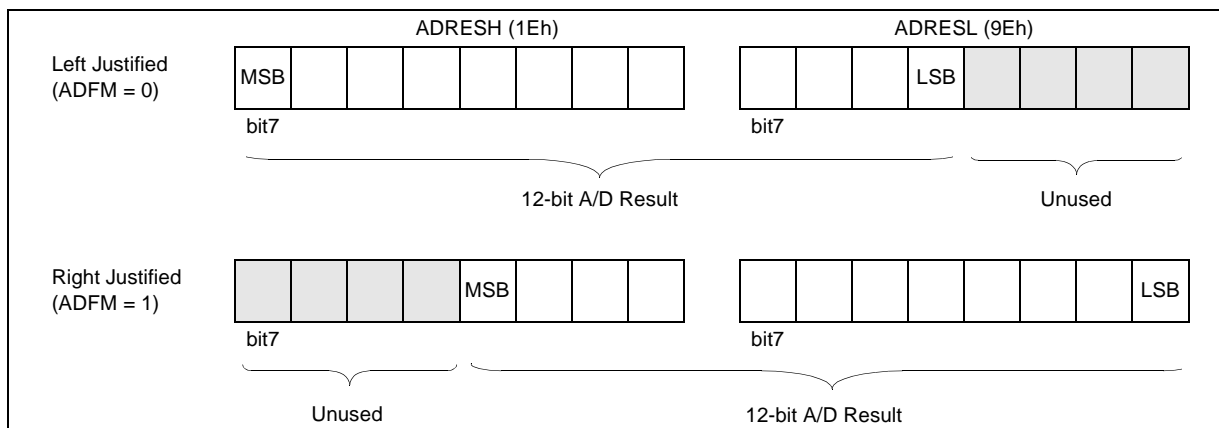 ADRESH (1Eh) ADRESL (9Eh)
Left Justified
(ADFM = 0)
MSB LSB
bit7 bit7
12-bit A/D Result Unused
Right Justified
(ADFM = 1)
MSB LSB
bit7 bit7
Unused 12-bit A/D Result